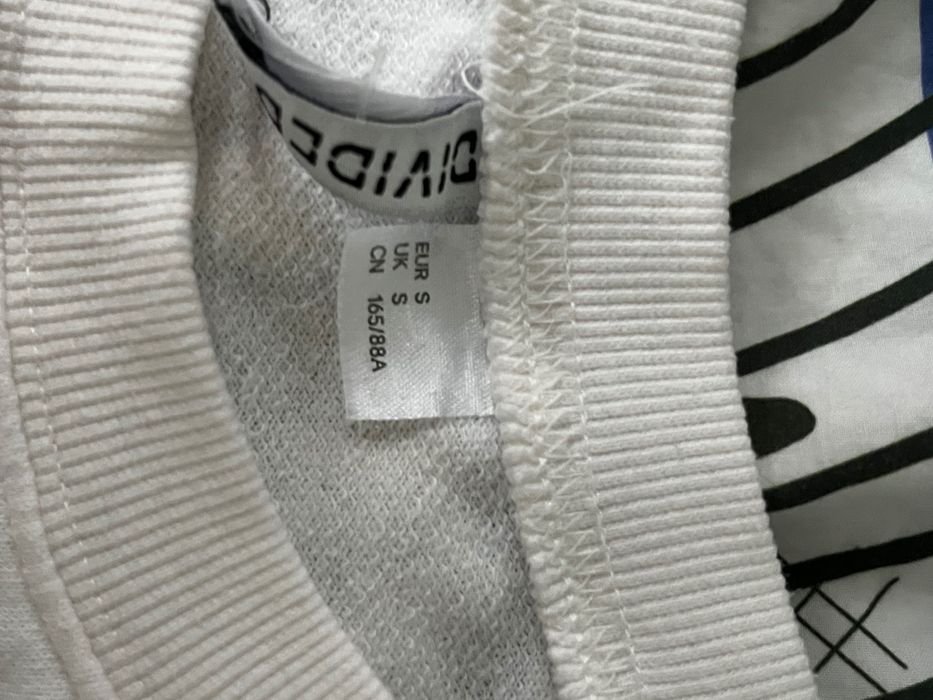 DIVIDED
EUR S
UK S
CN 165/88A